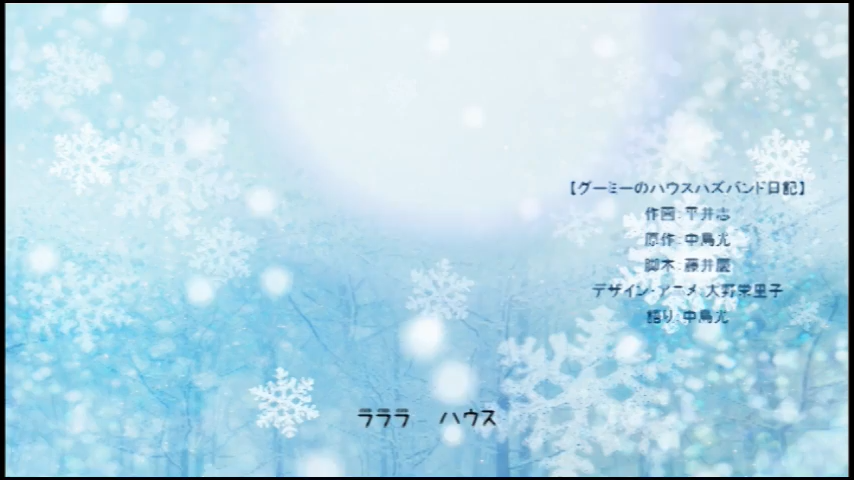 【グーミーのハウスハズバンド日記】
作画:平井志
原作:中島尤
脚本:藤井慶
デザイン・アニメ:大野栄里子
語り:中島尤
ラララ　ハウス